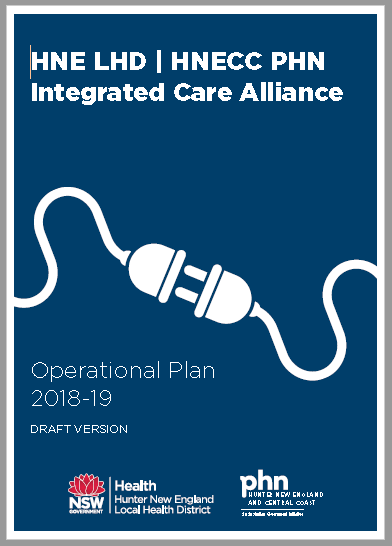 HNE LHD | HNECC PHN
Integrated Care Alliance
Operational Plan
2018-19
DRAFT VERSION
NSW
GOVERNMENT
Health
Hunter New England
Local Health District
phn
HUNTER NEW ENGLAND
AND CENTRAL COAST